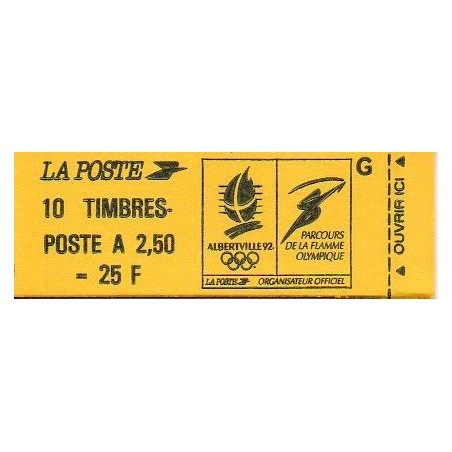 LA POSTE
10 TIMBRES-
POSTE A 2,50
= 25 F
ALBERTVILLE 92
PARCOURS
DE LA FLAMME
OLYMPIQUE
LA POSTE ORGANISATEUR OFFICIEL
G
OUVRIR ICI